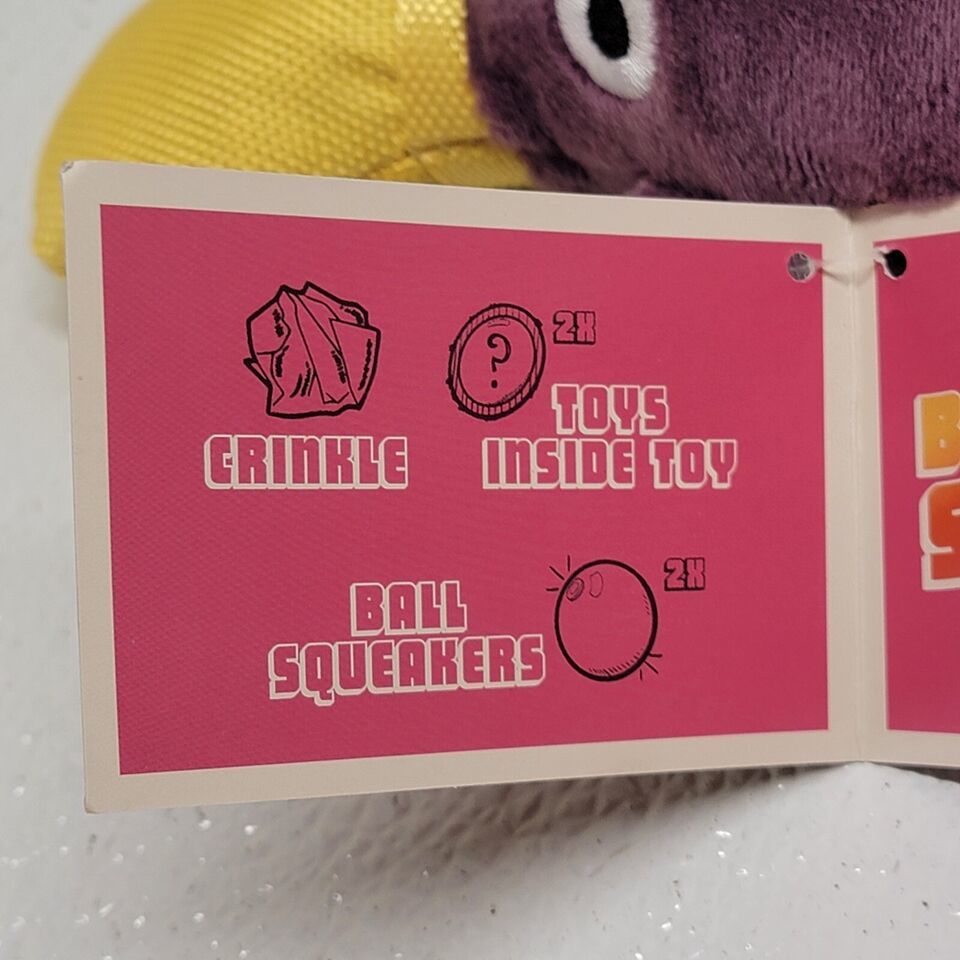 CRINKLE
?
2X
TOYS
INSIDE TOY
BALL
SQUEAKERS
2X
B
S